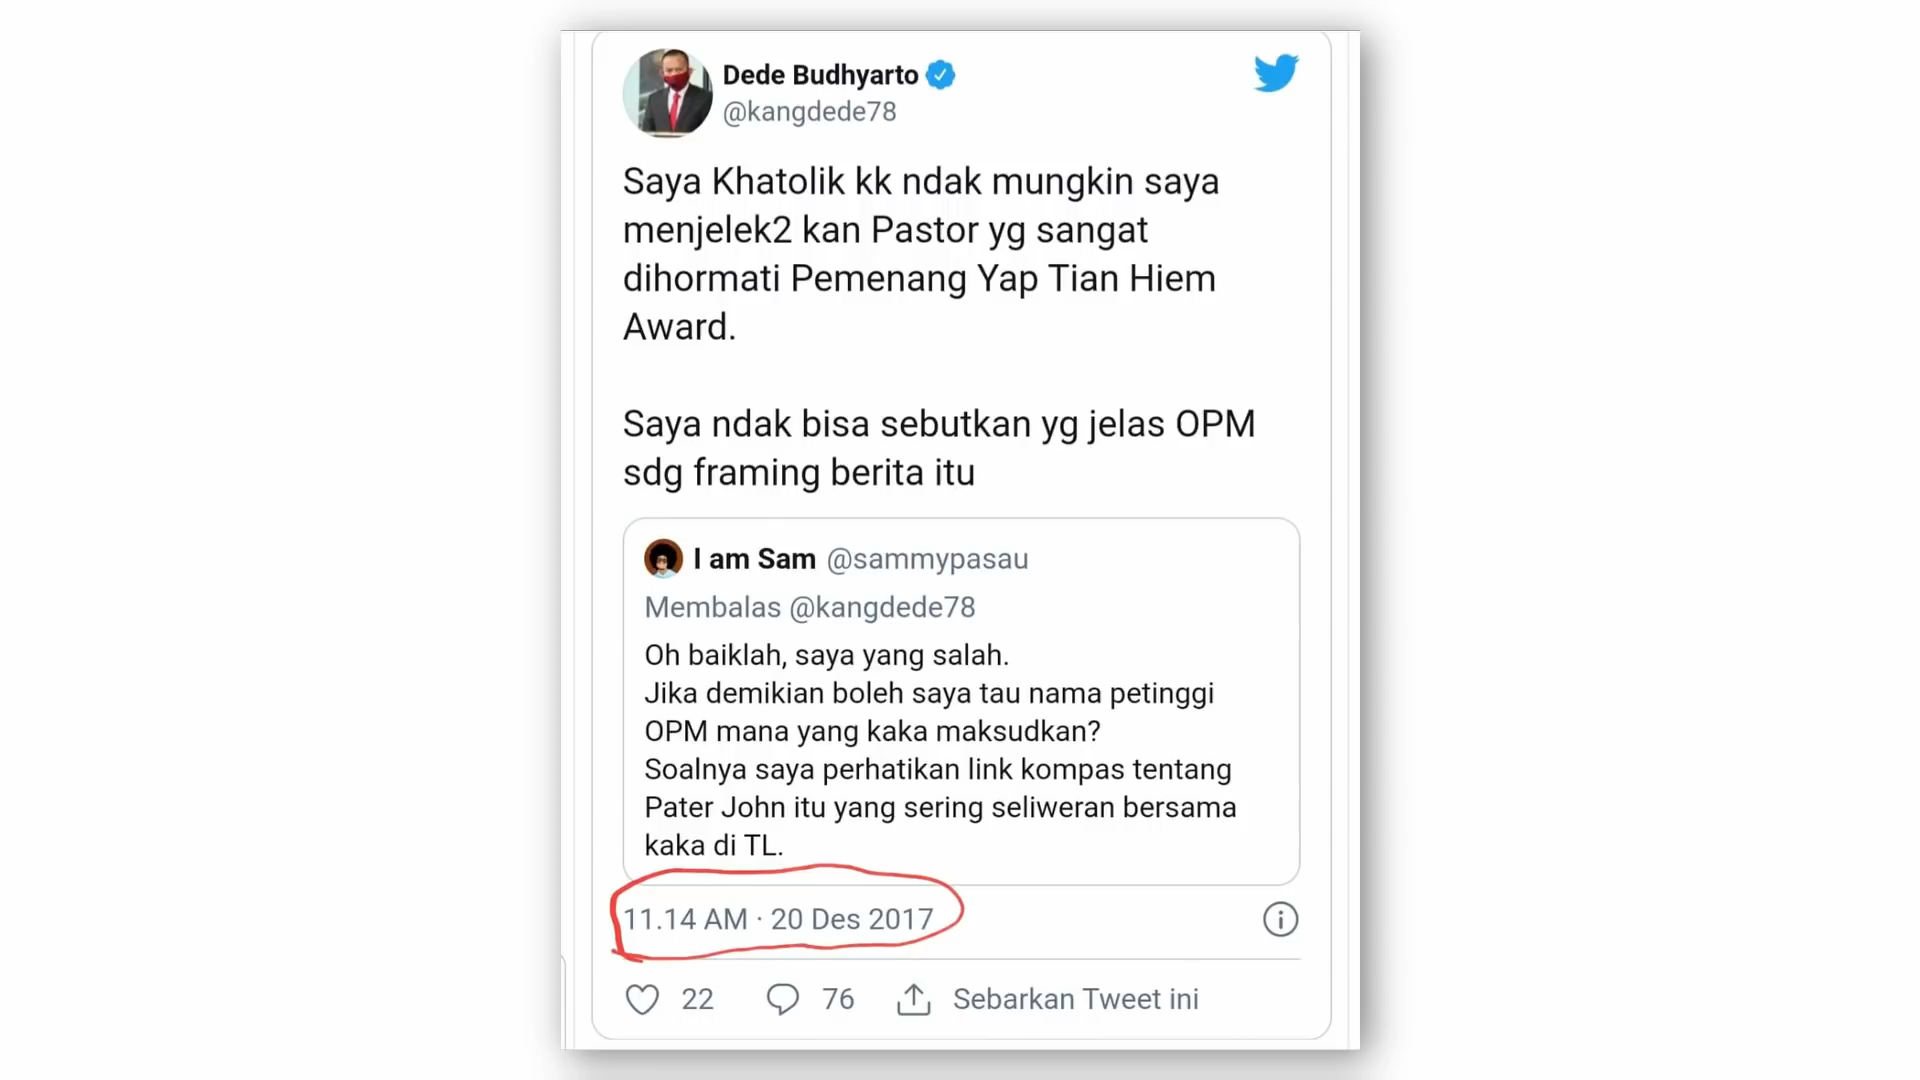 Dede Budhyarto
@kangdede78
Saya Khatolik kk ndak mungkin saya
menjelek2 kan Pastor yg sangat
dihormati Pemenang Yap Tian Hiem
Award.
Saya ndak bisa sebutkan yg jelas OPM
sdg framing berita itu
I am Sam @sammypasau
Membalas @kangdede78
Oh baiklah, saya yang salah.
Jika demikian boleh saya tau nama petinggi
OPM mana yang kaka maksudkan?
Soalnya saya perhatikan link kompas tentang
Pater John itu yang sering seliweran bersama
kaka di TL.
11.14 AM · 20 Des 2017
22 76 Sebarkan Tweet ini